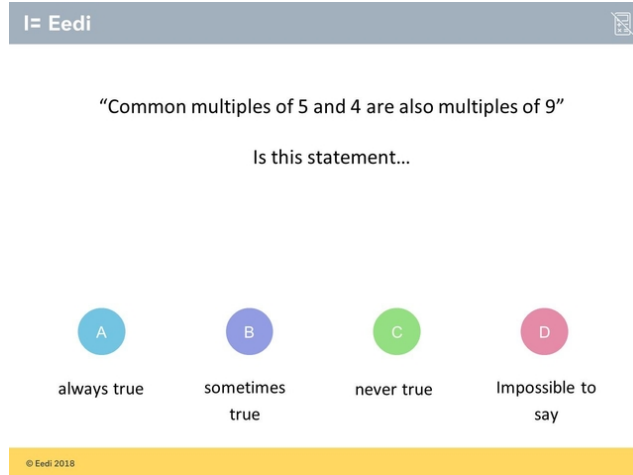 I= Eedi
“Common multiples of 5 and 4 are also multiples of 9”
Is this statement...
A
B
C
D
always true
sometimes
true
never true
Impossible to
say
© Eedi 2018